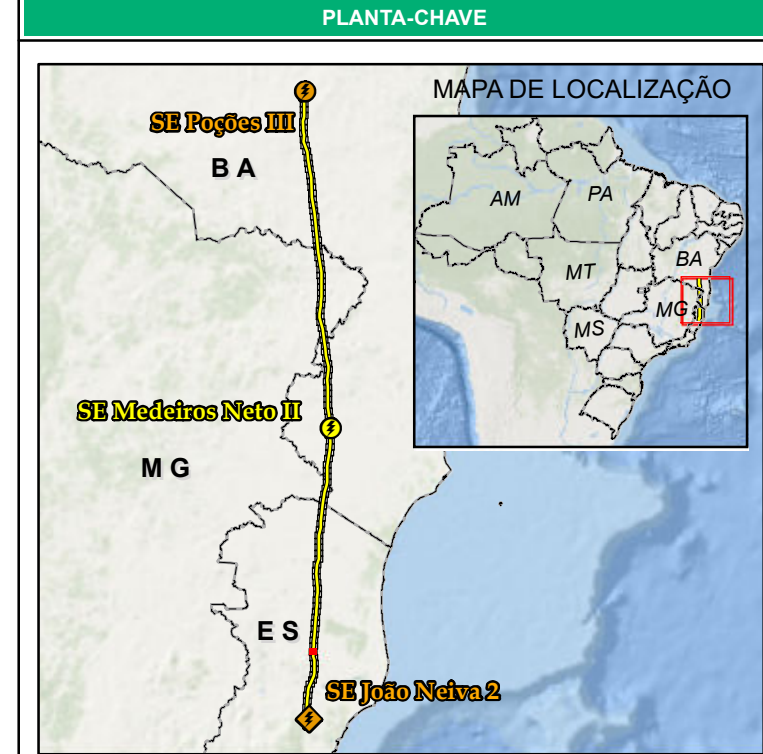 PLANTA-CHAVE
MAPA DE LOCALIZAÇÃO
SE Poções III
B A
AM
PA
BA
MT
MG
MS
SE Medeiros Neto II
M G
E S
SE João Neiva 2